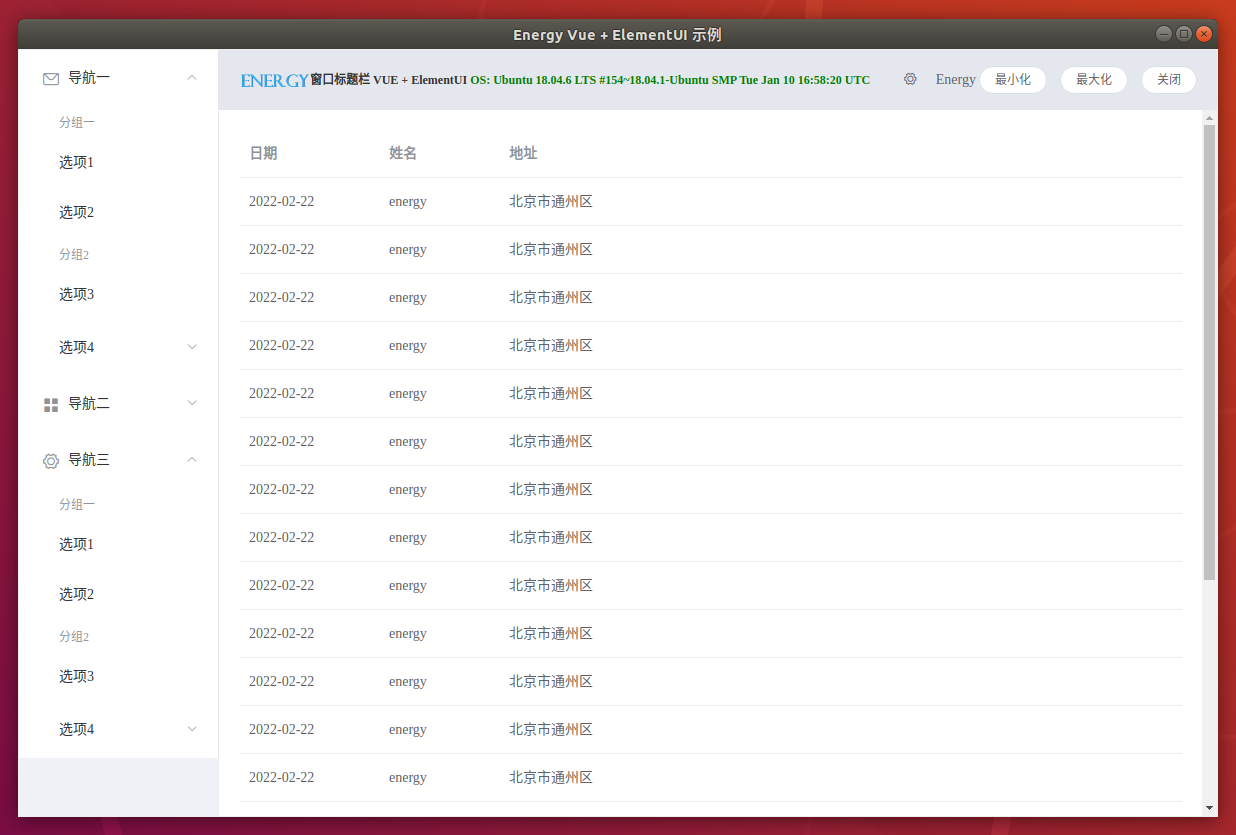 Energy Vue + ElementUI 示例
导航一
分组一
选项1
选项2
分组2
选项3
选项4
导航二
导航三
分组一
选项1
选项2
分组2
选项3
选项4
ENERGY 窗口标题栏 VUE + ElementUI OS: Ubuntu 18.04.6 LTS #154~18.04.1-Ubuntu SMP Tue Jan 10 16:58:20 UTC
Energy 最小化 最大化 关闭
日期 姓名 地址
2022-02-22 energy 北京市通州区
2022-02-22 energy 北京市通州区
2022-02-22 energy 北京市通州区
2022-02-22 energy 北京市通州区
2022-02-22 energy 北京市通州区
2022-02-22 energy 北京市通州区
2022-02-22 energy 北京市通州区
2022-02-22 energy 北京市通州区
2022-02-22 energy 北京市通州区
2022-02-22 energy 北京市通州区
2022-02-22 energy 北京市通州区
2022-02-22 energy 北京市通州区
2022-02-22 energy 北京市通州区